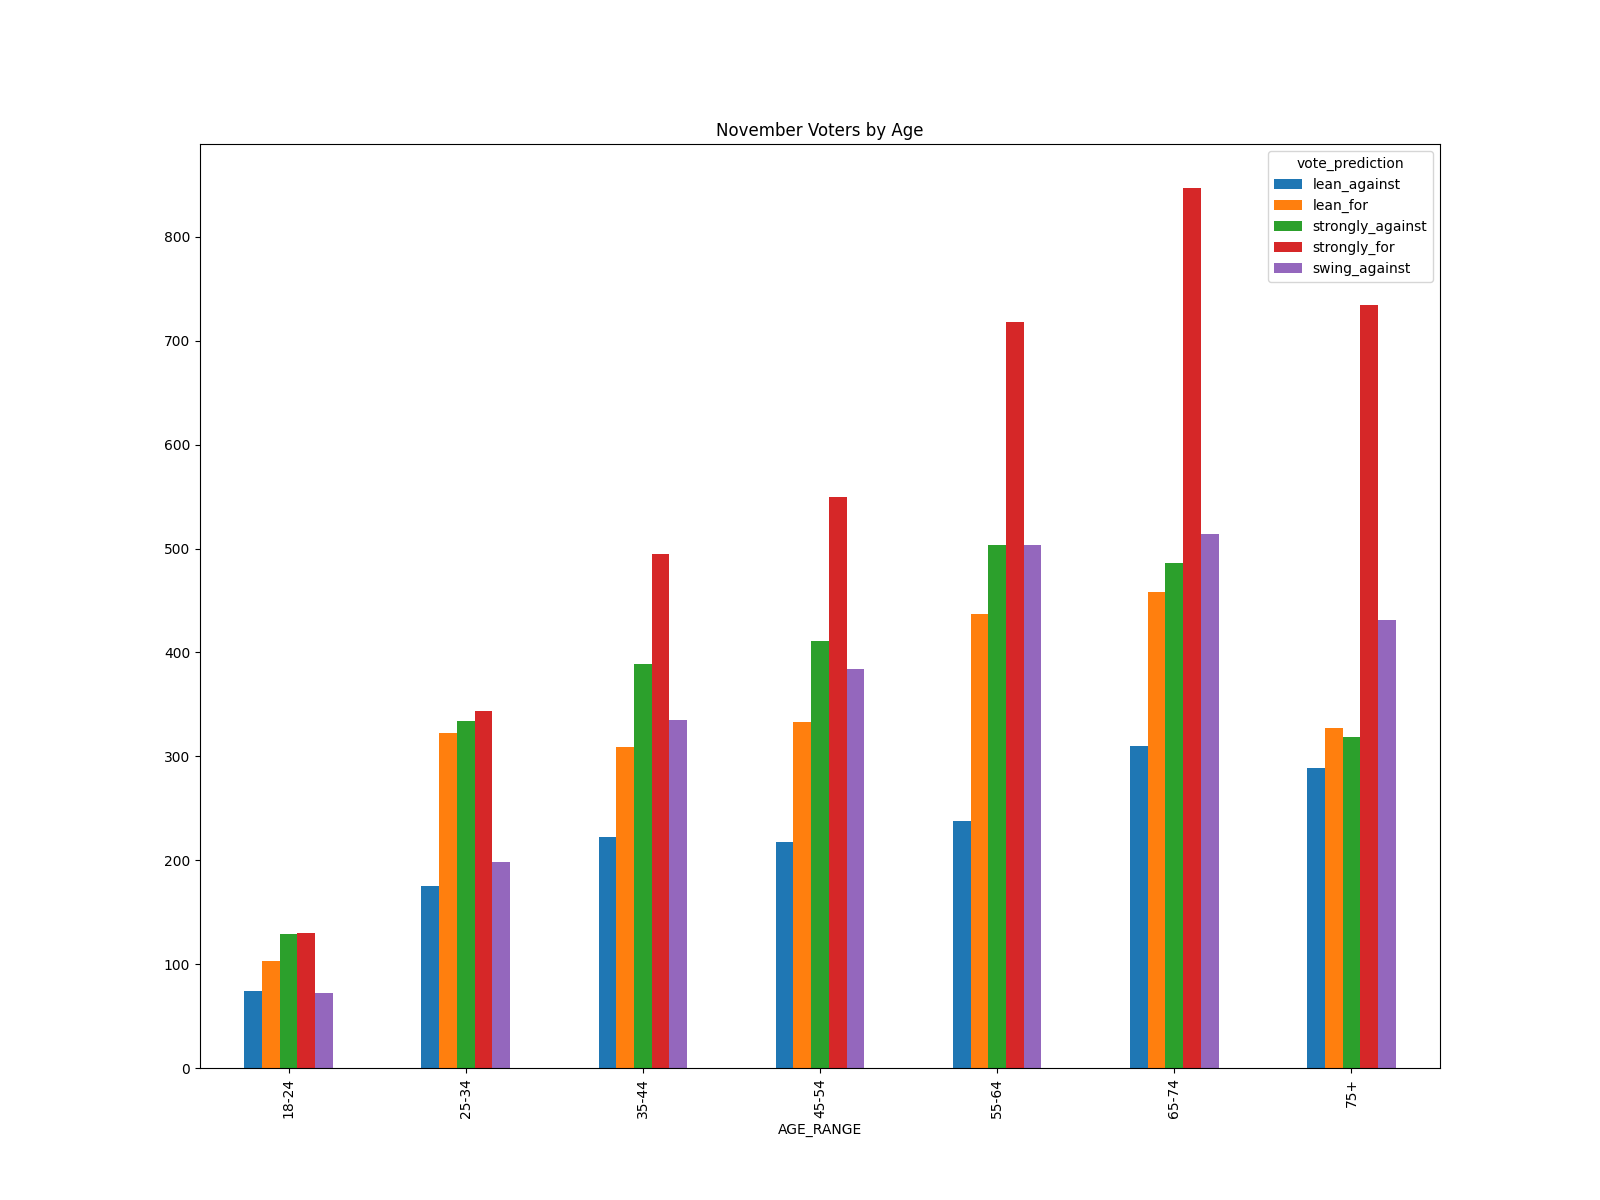 November Voters by Age
vote_prediction
lean_against
lean_for
strongly_against
strongly_for
swing_against
800
700
600
500
400
300
200
100
0
18-24
25-34
35-44
45-54
55-64
65-74
75+
AGE_RANGE